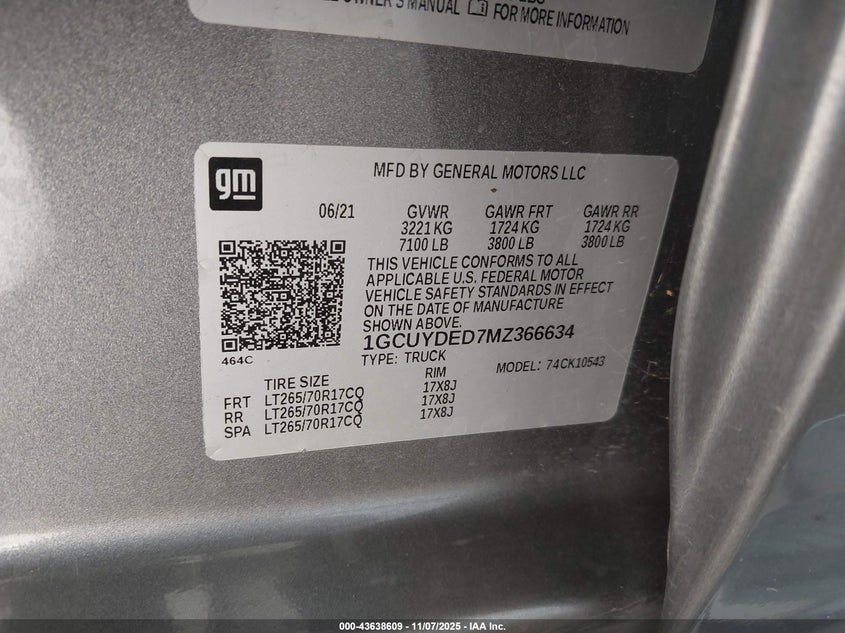 OWNER'S MANUAL FOR MORE INFORMATION
gm
MFD BY GENERAL MOTORS LLC
06/21 GVWR GAWR FRT GAWR RR
3221 KG 1724 KG 1724 KG
7100 LB 3800 LB 3800 LB
THIS VEHICLE CONFORMS TO ALL
APPLICABLE U.S. FEDERAL MOTOR
VEHICLE SAFETY STANDARDS IN EFFECT
ON THE DATE OF MANUFACTURE
SHOWN ABOVE.
1GCUYDED7MZ366634
464C
TYPE: TRUCK MODEL: 74CK10543
TIRE SIZE RIM
FRT LT265/70R17CQ 17X8J
RR LT265/70R17CQ 17X8J
SPA LT265/70R17CQ 17X8J
000-43638609 - 11/07/2025 - IAA Inc.